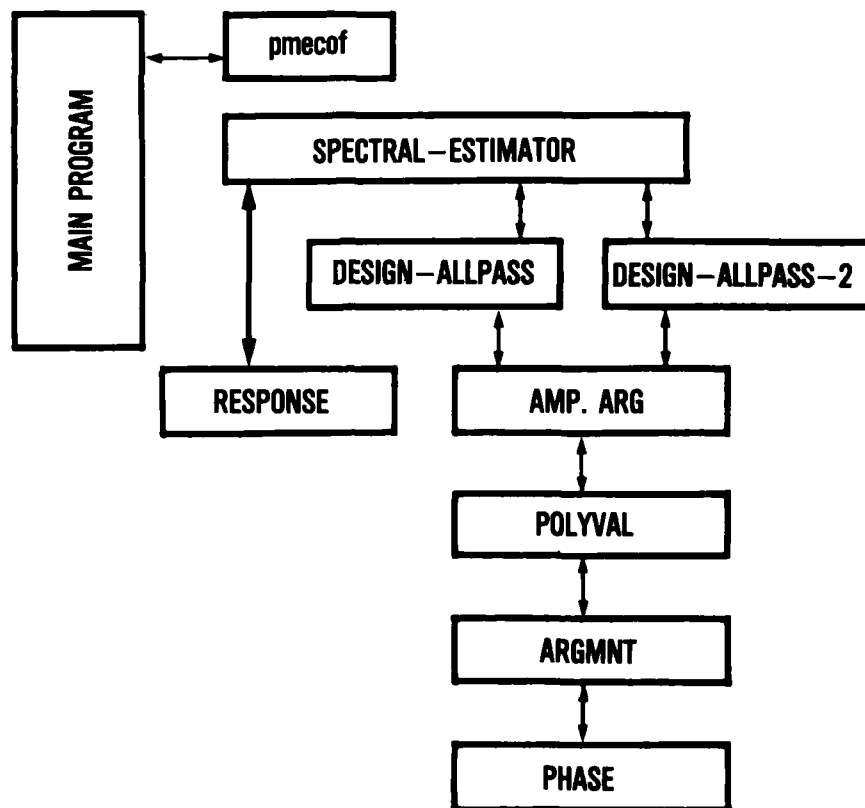 MAIN PROGRAM
pmecof
SPECTRAL–ESTIMATOR
DESIGN–ALLPASS
DESIGN–ALLPASS–2
RESPONSE
AMP. ARG
POLYVAL
ARGMNT
PHASE